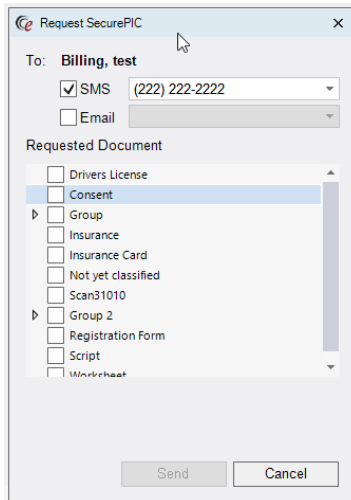 Request SecurePIC
To: Billing, test
SMS (222) 222-2222
Email
Requested Document
Drivers License
Consent
Group
Insurance
Insurance Card
Not yet classified
Scan31010
Group 2
Registration Form
Script
Worksheet
Send Cancel